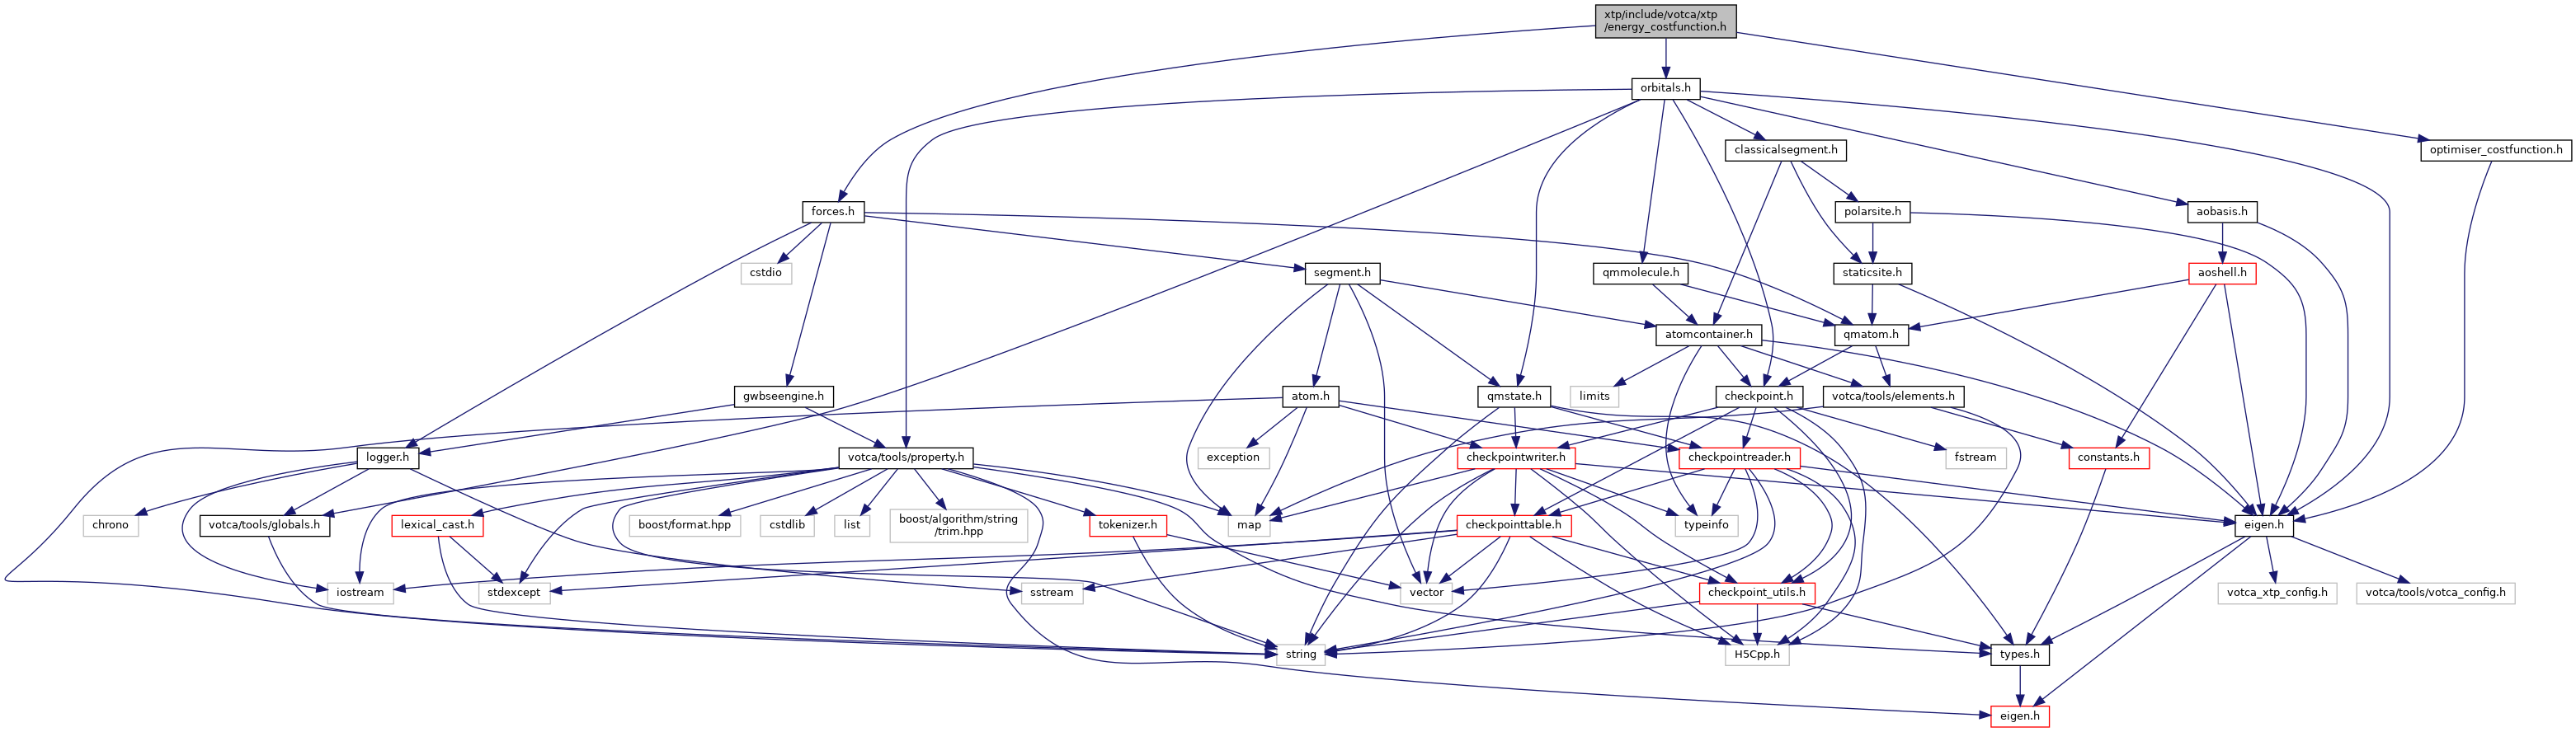 xtp/include/votca/xtp
/energy_costfunction.h
orbitals.h
classicalsegment.h
optimiser_costfunction.h
forces.h
polarsite.h
aobasis.h
cstdio
segment.h
qmmolecule.h
staticsite.h
aoshell.h
atomcontainer.h
qmatom.h
gwbseengine.h
atom.h
qmstate.h
limits
checkpoint.h
votca/tools/elements.h
logger.h
votca/tools/property.h
exception
checkpointwriter.h
checkpointreader.h
fstream
constants.h
chrono
votca/tools/globals.h
lexical_cast.h
boost/format.hpp
cstdlib
list
boost/algorithm/string
/trim.hpp
tokenizer.h
map
checkpointtable.h
typeinfo
eigen.h
iostream
stdexcept
sstream
vector
checkpoint_utils.h
votca_xtp_config.h
votca/tools/votca_config.h
string
H5Cpp.h
types.h
eigen.h